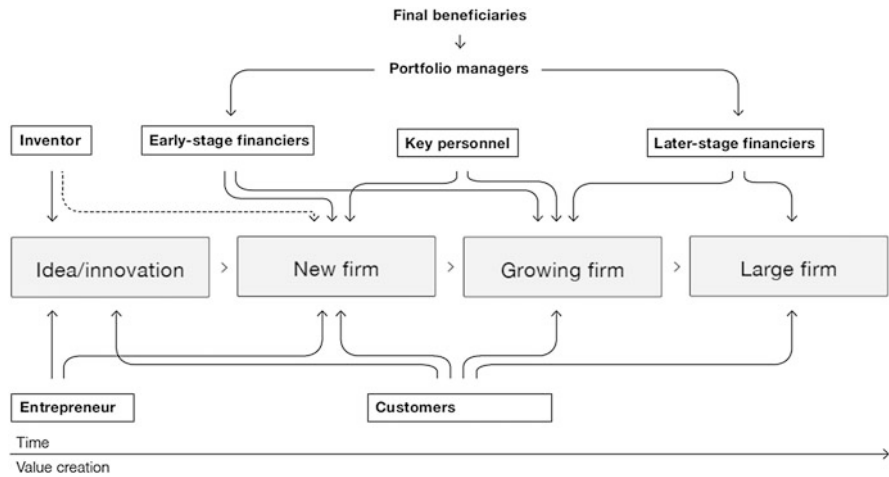 Final beneficiaries
Portfolio managers
Inventor
Early-stage financiers
Key personnel
Later-stage financiers
Idea/innovation
New firm
Growing firm
Large firm
Entrepreneur
Customers
Time
Value creation